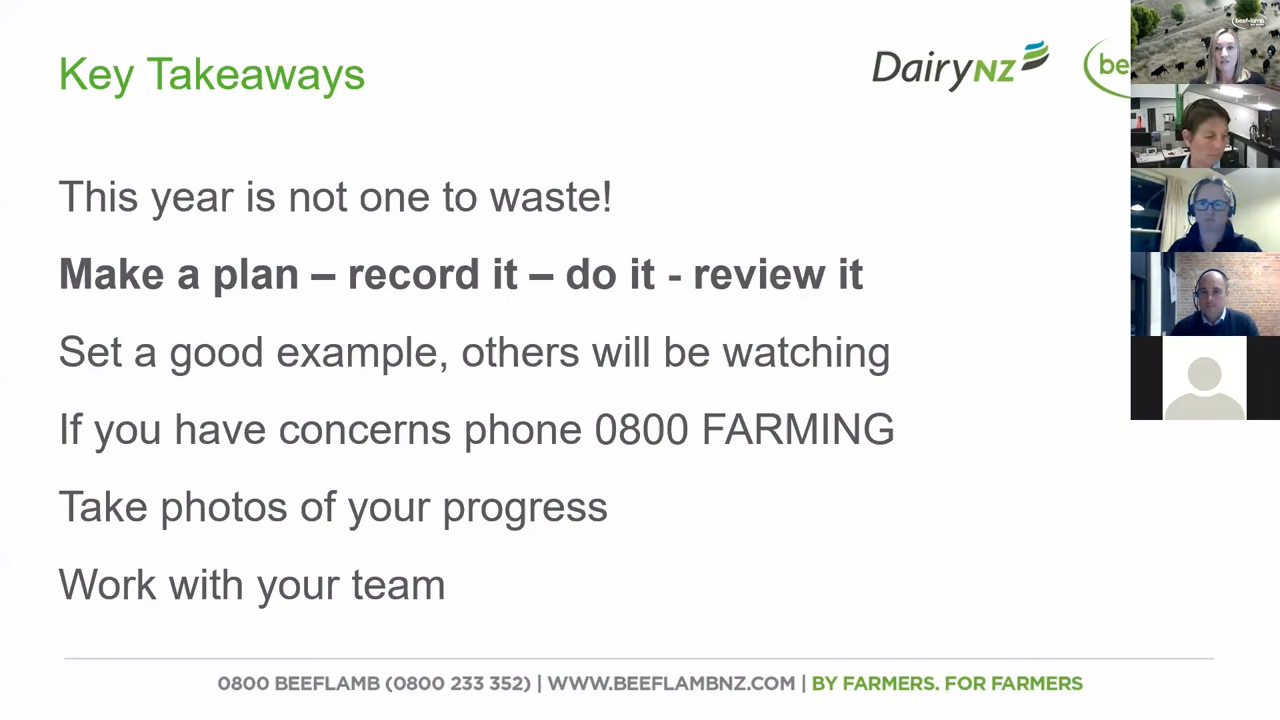 Key Takeaways
DairyNZ
be
beef+lamb
This year is not one to waste!
Make a plan – record it – do it - review it
Set a good example, others will be watching
If you have concerns phone 0800 FARMING
Take photos of your progress
Work with your team
0800 BEEFLAMB (0800 233 352) | WWW.BEEFLAMBNZ.COM | BY FARMERS. FOR FARMERS